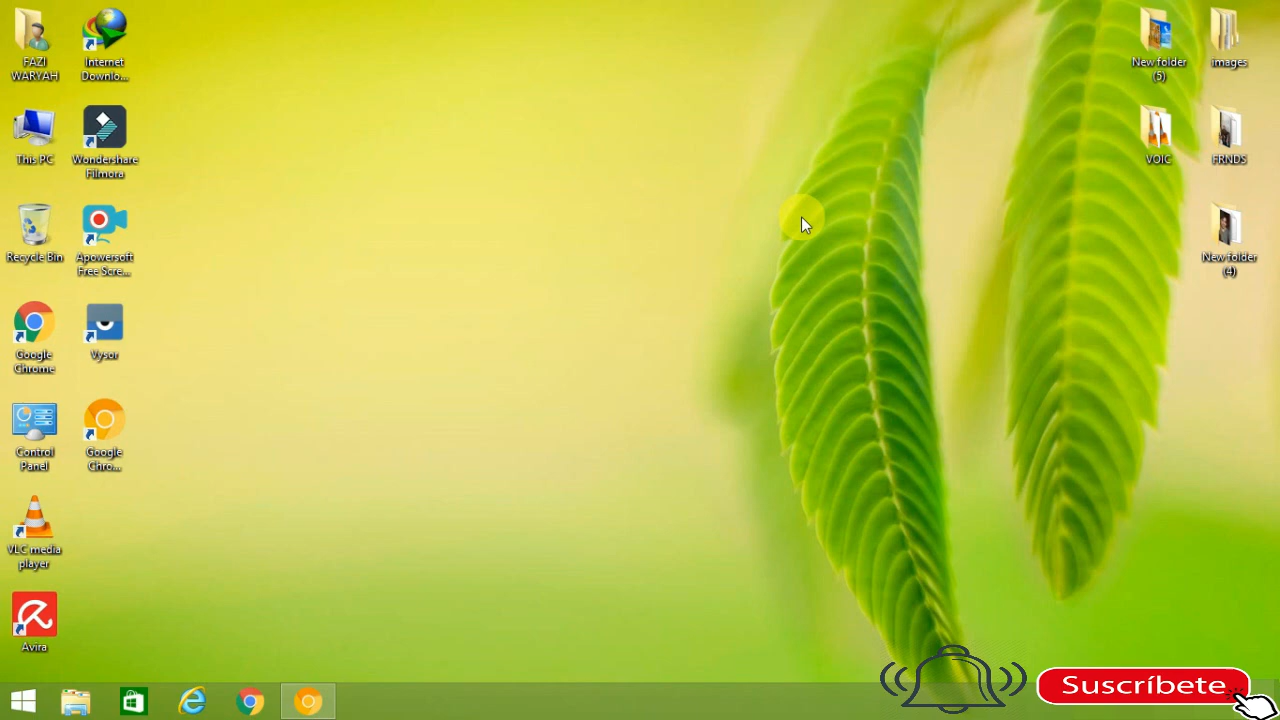 FAZI
WARYAH
Internet
Downlo...
This PC
Wondershare
Filmora
Recycle Bin
Apowersoft
Free Scre...
Google
Chrome
Vysor
Control
Panel
Google
Chro...
VLC media
player
Avira
New folder
(5)
images
VOIC
FRNDS
New folder
(4)
Suscríbete